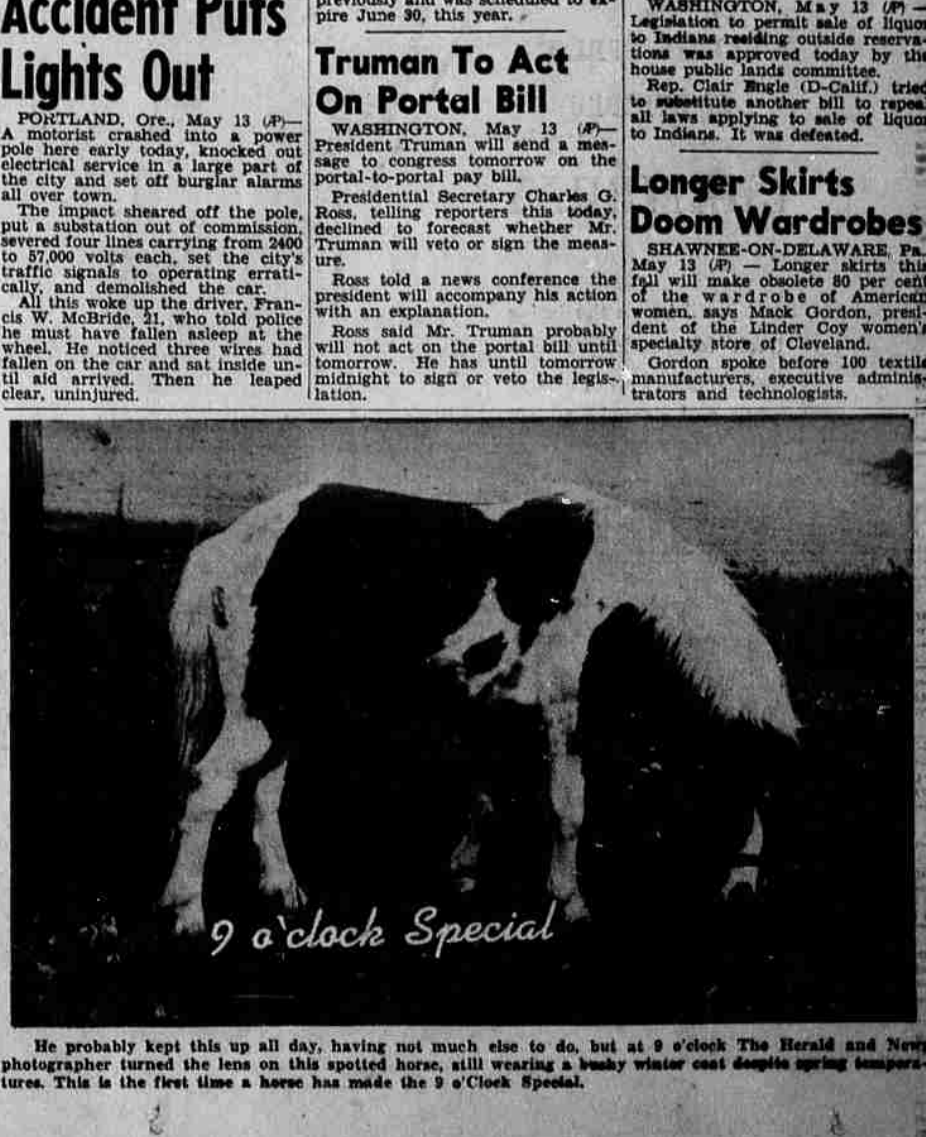 Accident Puts
Lights Out
PORTLAND, Ore., May 13 (AP)—
A motorist crashed into a power
pole here early today, knocked out
electrical service in a large part of
the city and set off burglar alarms
all over town.
The impact sheared off the pole,
put a substation out of commission,
severed four lines carrying from 2400
to 57,000 volts each, set the city's
traffic signals to operating errati-
cally, and demolished the car.
All this woke up the driver, Fran-
cis W. McBride, 21, who told police
he must have fallen asleep at the
wheel. He noticed three wires had
fallen on the car and sat inside un-
til aid arrived. Then he leaped
clear, uninjured.
previously and was scheduled to ex-
pire June 30, this year.
Truman To Act
On Portal Bill
WASHINGTON, May 13 (AP)—
President Truman will send a mes-
sage to congress tomorrow on the
portal-to-portal pay bill.
Presidential Secretary Charles G.
Ross, telling reporters this today,
declined to forecast whether Mr.
Truman will veto or sign the meas-
ure.
Ross told a news conference the
president will accompany his action
with an explanation.
Ross said Mr. Truman probably
will not act on the portal bill until
tomorrow. He has until tomorrow
midnight to sign or veto the legis-
lation.
WASHINGTON, May 13 (AP)—
Legislation to permit sale of liquor
to Indians residing outside reserva-
tions was approved today by the
house public lands committee.
Rep. Clair Engle (D-Calif.) tried
to substitute another bill to repeal
all laws applying to sale of liquor
to Indians. It was defeated.
Longer Skirts
Doom Wardrobes
SHAWNEE-ON-DELAWARE, Pa.,
May 13 (AP) — Longer skirts this
fall will make obsolete 80 per cent
of the wardrobe of American
women, says Mack Gordon, presi-
dent of the Linder Coy women's
specialty store of Cleveland.
Gordon spoke before 100 textile
manufacturers, executive adminis-
trators and technologists.
9 o'clock Special
He probably kept this up all day, having not much else to do, but at 9 o'clock The Herald and News
photographer turned the lens on this spotted horse, still wearing a bushy winter coat despite spring tempera-
tures. This is the first time a horse has made the 9 o'Clock Special.